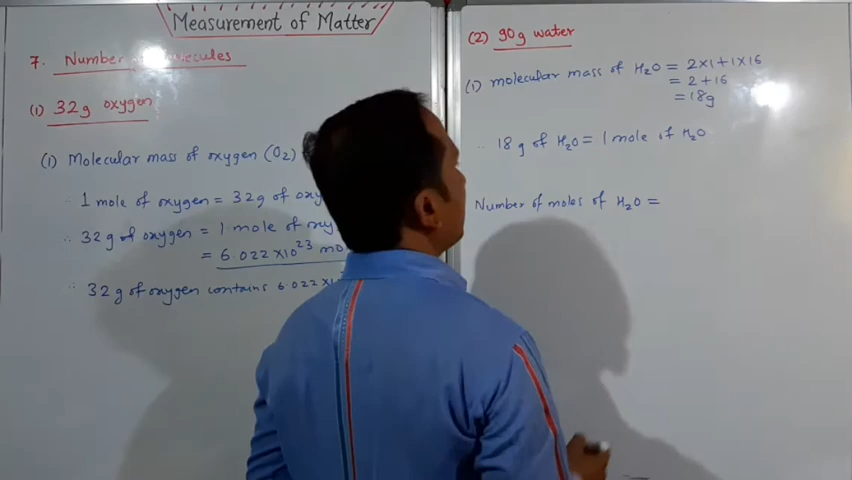 Measurement of Matter
7. Number molecules
(1) 32g oxygen
(1) Molecular mass of oxygen (O₂)
∴ 1 mole of oxygen = 32g of oxy
∴ 32g of oxygen = 1 mole of oxy
= 6.022×10²³ mo
∴ 32g of oxygen contains 6.022×1
(2) 90g water
(1) molecular mass of H₂O = 2×1+1×16
= 2+16
=18g
∴ 18 g of H₂O = 1 mole of H₂O
Number of moles of H₂O =